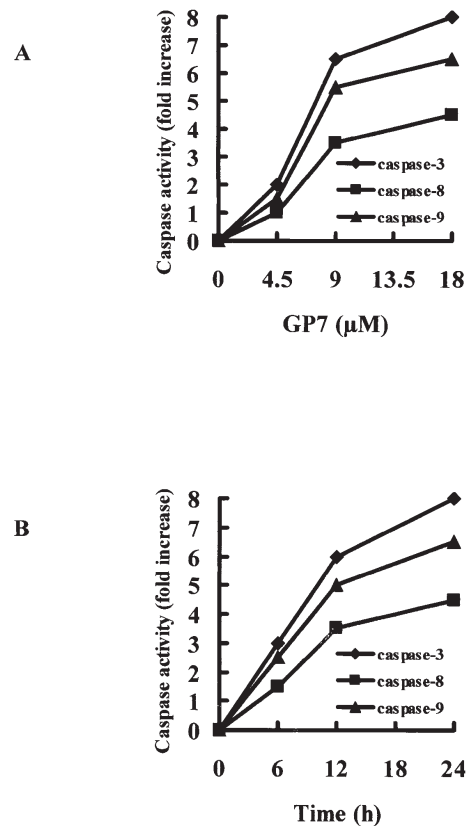 A
Caspase activity (fold increase)
8
7
6
5
4
3
2
1
0
caspase-3
caspase-8
caspase-9
0 4.5 9 13.5 18
GP7 (µM)
B
Caspase activity (fold increase)
8
7
6
5
4
3
2
1
0
caspase-3
caspase-8
caspase-9
0 6 12 18 24
Time (h)